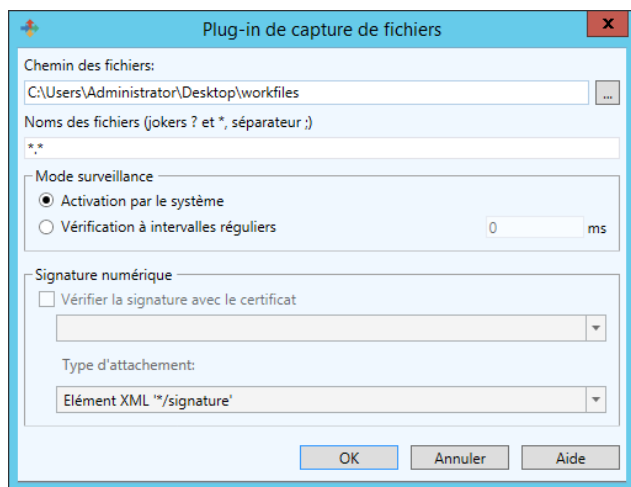 Plug-in de capture de fichiers
x
Chemin des fichiers:
C:\Users\Administrator\Desktop\workfiles
...
Noms des fichiers (jokers ? et *, séparateur ;)
*.*
Mode surveillance
Activation par le système
Vérification à intervalles réguliers 0 ms
Signature numérique
Vérifier la signature avec le certificat
Type d'attachement:
Elément XML '*/signature'
OK Annuler Aide